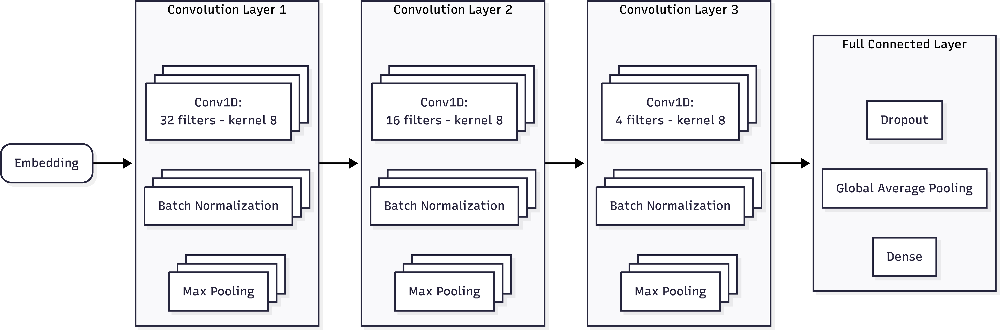 Embedding
Convolution Layer 1
Conv1D:
32 filters - kernel 8
Batch Normalization
Max Pooling
Convolution Layer 2
Conv1D:
16 filters - kernel 8
Batch Normalization
Max Pooling
Convolution Layer 3
Conv1D:
4 filters - kernel 8
Batch Normalization
Max Pooling
Full Connected Layer
Dropout
Global Average Pooling
Dense